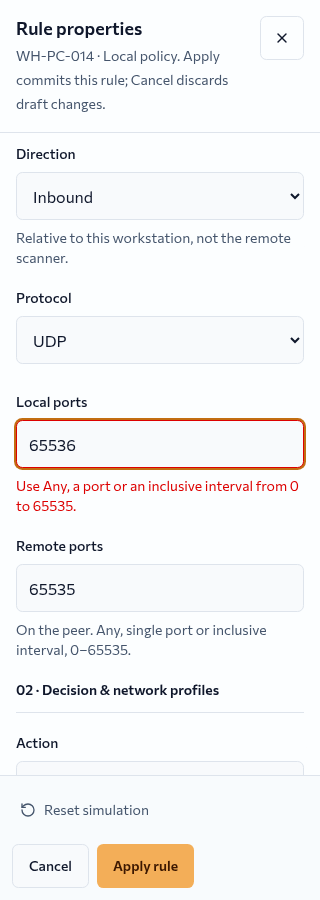 Rule properties
WH-PC-014 · Local policy. Apply
commits this rule; Cancel discards
draft changes.
Direction
Inbound
Relative to this workstation, not the remote
scanner.
Protocol
UDP
Local ports
65536
Use Any, a port or an inclusive interval from 0
to 65535.
Remote ports
65535
On the peer. Any, single port or inclusive
interval, 0–65535.
02 · Decision & network profiles
Action
Reset simulation
Cancel
Apply rule